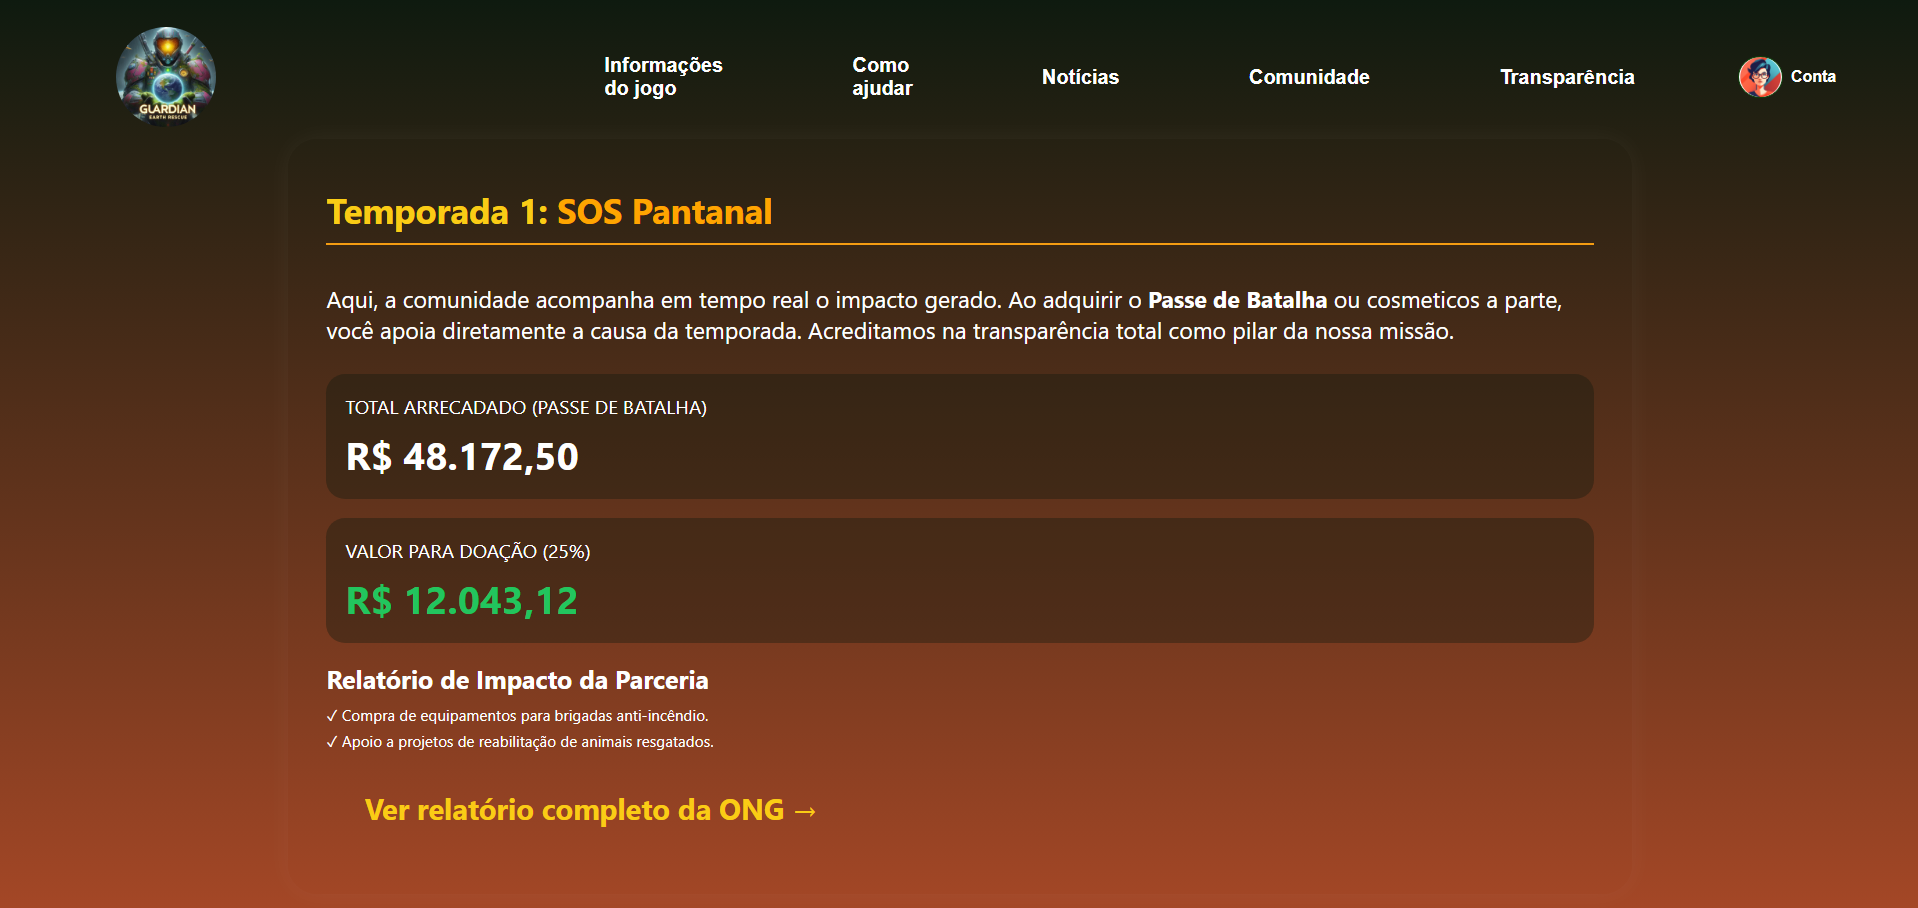 GUARDIAN
EARTH RESCUE
Informações
do jogo
Como
ajudar
Notícias
Comunidade
Transparência
Conta
Temporada 1: SOS Pantanal
Aqui, a comunidade acompanha em tempo real o impacto gerado. Ao adquirir o Passe de Batalha ou cosmeticos a parte,
você apoia diretamente a causa da temporada. Acreditamos na transparência total como pilar da nossa missão.
TOTAL ARRECADADO (PASSE DE BATALHA)
R$ 48.172,50
VALOR PARA DOAÇÃO (25%)
R$ 12.043,12
Relatório de Impacto da Parceria
✓ Compra de equipamentos para brigadas anti-incêndio.
✓ Apoio a projetos de reabilitação de animais resgatados.
Ver relatório completo da ONG →